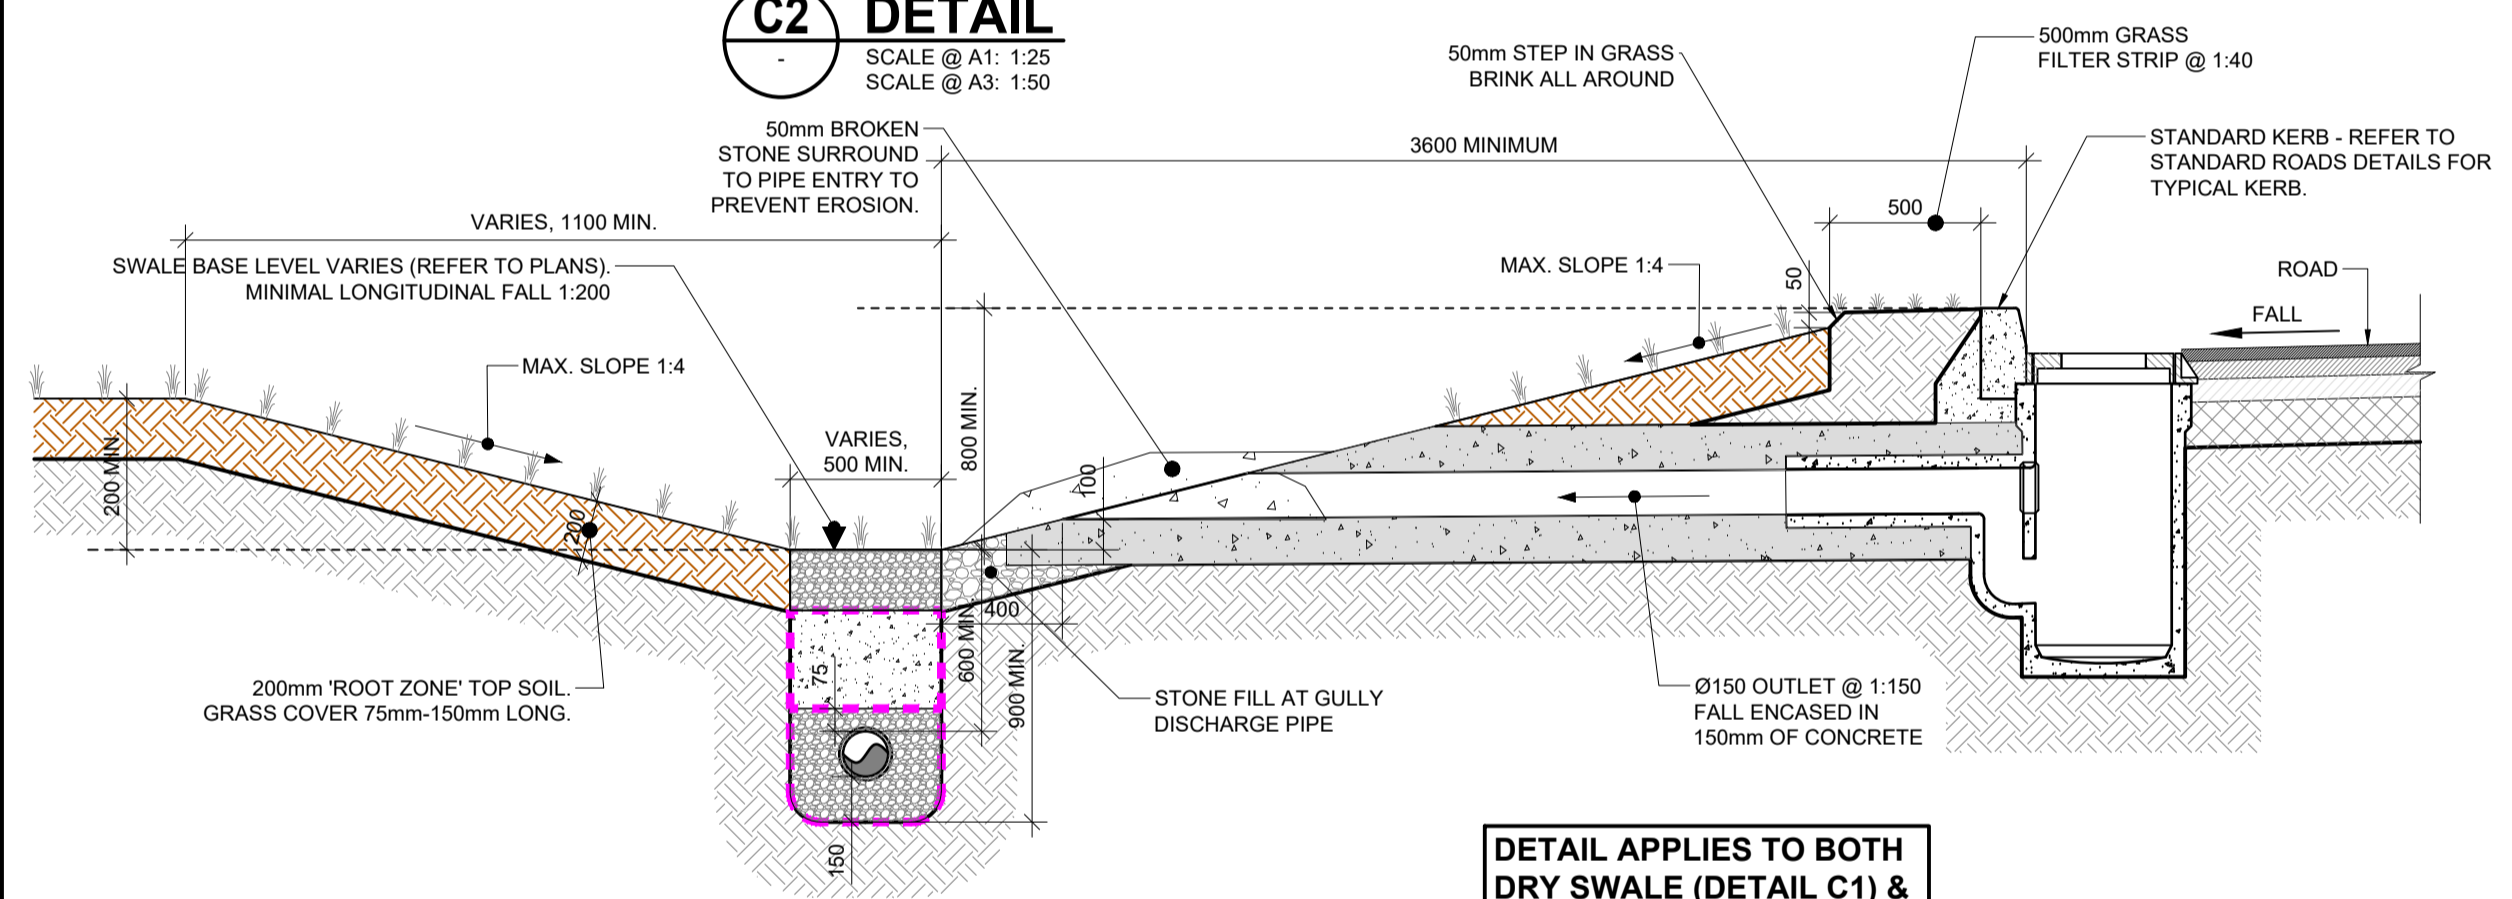 C2
DETAIL
-
SCALE @ A1: 1:25
SCALE @ A3: 1:50
50mm STEP IN GRASS
BRINK ALL AROUND
500mm GRASS
FILTER STRIP @ 1:40
50mm BROKEN
STONE SURROUND
TO PIPE ENTRY TO
PREVENT EROSION.
3600 MINIMUM
STANDARD KERB - REFER TO
STANDARD ROADS DETAILS FOR
TYPICAL KERB.
VARIES, 1100 MIN.
500
SWALE BASE LEVEL VARIES (REFER TO PLANS).
MINIMAL LONGITUDINAL FALL 1:200
MAX. SLOPE 1:4
50
ROAD
FALL
MAX. SLOPE 1:4
VARIES,
500 MIN.
800 MIN.
200 MIN.
100
200
400
600 MIN.
900 MIN.
75
150
200mm 'ROOT ZONE' TOP SOIL.
GRASS COVER 75mm-150mm LONG.
STONE FILL AT GULLY
DISCHARGE PIPE
Ø150 OUTLET @ 1:150
FALL ENCASED IN
150mm OF CONCRETE
DETAIL APPLIES TO BOTH
DRY SWALE (DETAIL C1) &